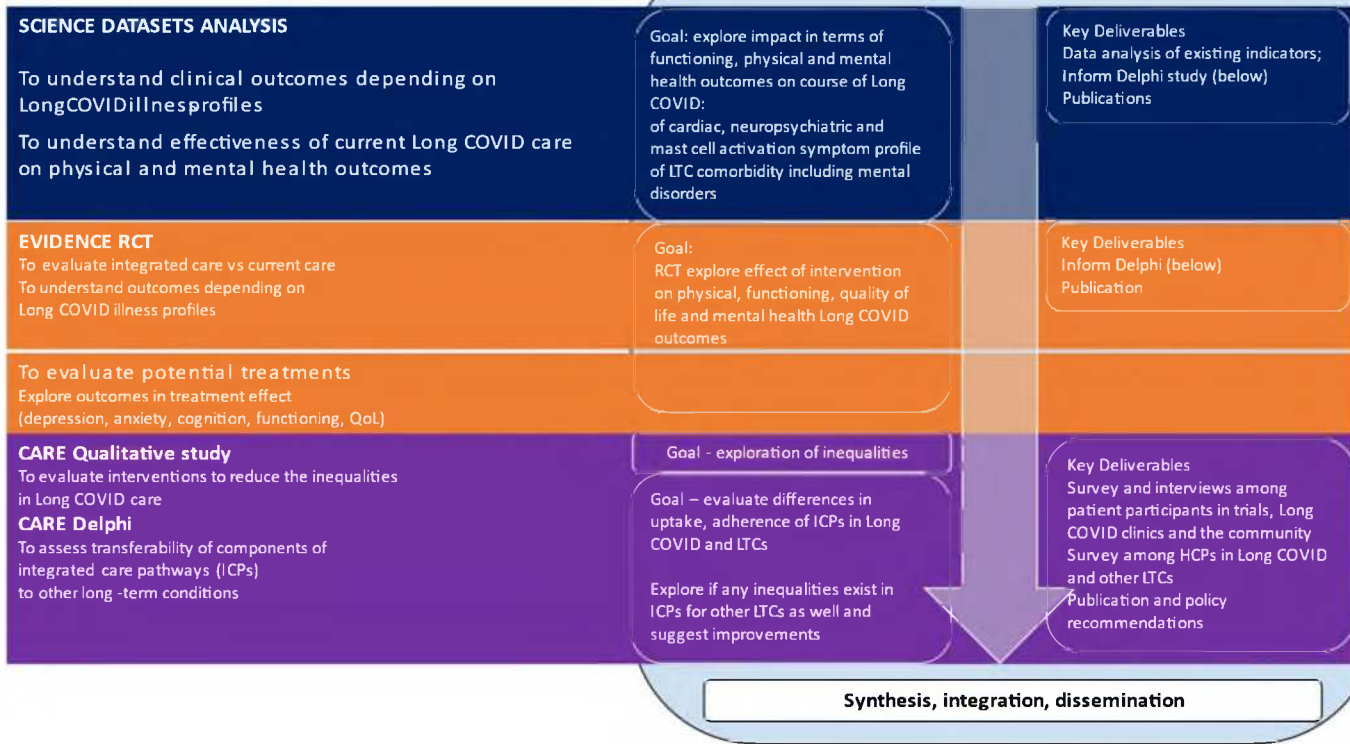 SCIENCE DATASETS ANALYSIS
To understand clinical outcomes depending on
LongCOVIDillnessprofiles
To understand effectiveness of current Long COVID care
on physical and mental health outcomes
Goal: explore impact in terms of
functioning, physical and mental
health outcomes on course of Long
COVID:
of cardiac, neuropsychiatric and
mast cell activation symptom profile
of LTC comorbidity including mental
disorders
Key Deliverables
Data analysis of existing indicators;
Inform Delphi study (below)
Publications
EVIDENCE RCT
To evaluate integrated care vs current care
To understand outcomes depending on
Long COVID illness profiles
Goal:
RCT explore effect of intervention
on physical, functioning, quality of
life and mental health Long COVID
outcomes
Key Deliverables
Inform Delphi (below)
Publication
To evaluate potential treatments
Explore outcomes in treatment effect
(depression, anxiety, cognition, functioning, QoL)
CARE Qualitative study
To evaluate interventions to reduce the inequalities
in Long COVID care
CARE Delphi
To assess transferability of components of
integrated care pathways (ICPs)
to other long -term conditions
Goal - exploration of inequalities
Goal – evaluate differences in
uptake, adherence of ICPs in Long
COVID and LTCs
Explore if any inequalities exist in
ICPs for other LTCs as well and
suggest improvements
Key Deliverables
Survey and interviews among
patient participants in trials, Long
COVID clinics and the community
Survey among HCPs in Long COVID
and other LTCs
Publication and policy
recommendations
Synthesis, integration, dissemination